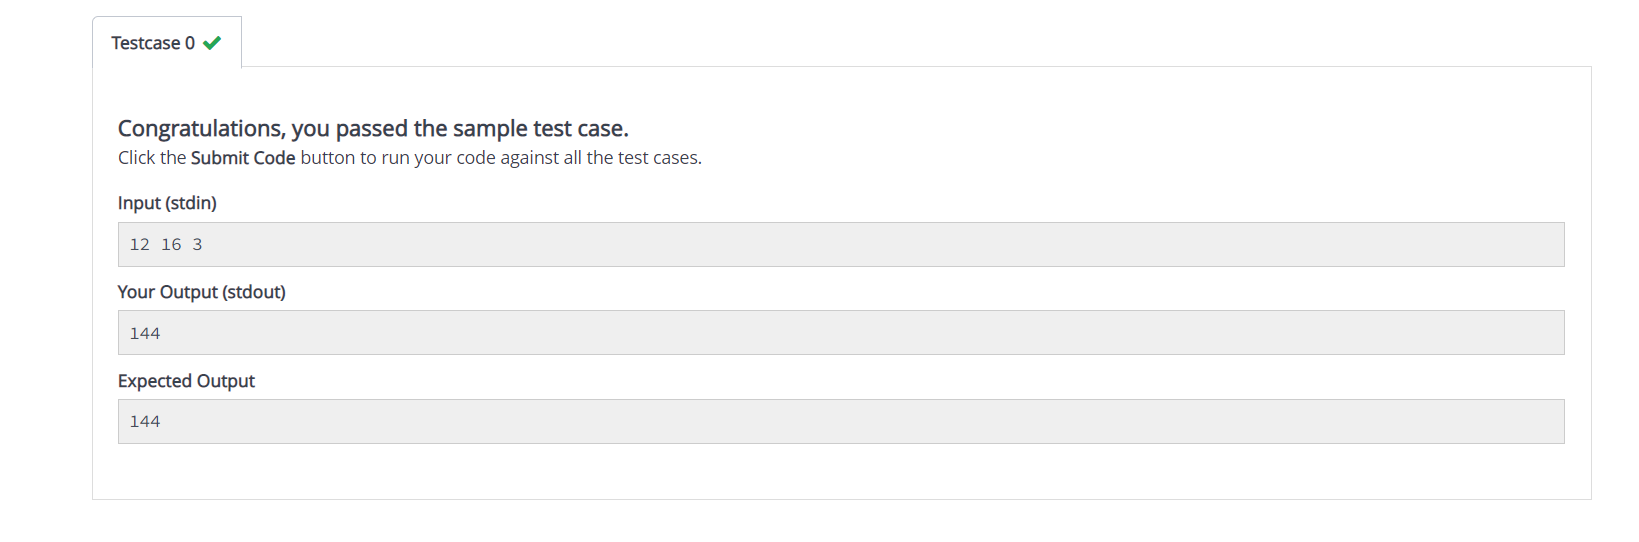 Testcase 0
Congratulations, you passed the sample test case.
Click the Submit Code button to run your code against all the test cases.
Input (stdin)
12 16 3
Your Output (stdout)
144
Expected Output
144